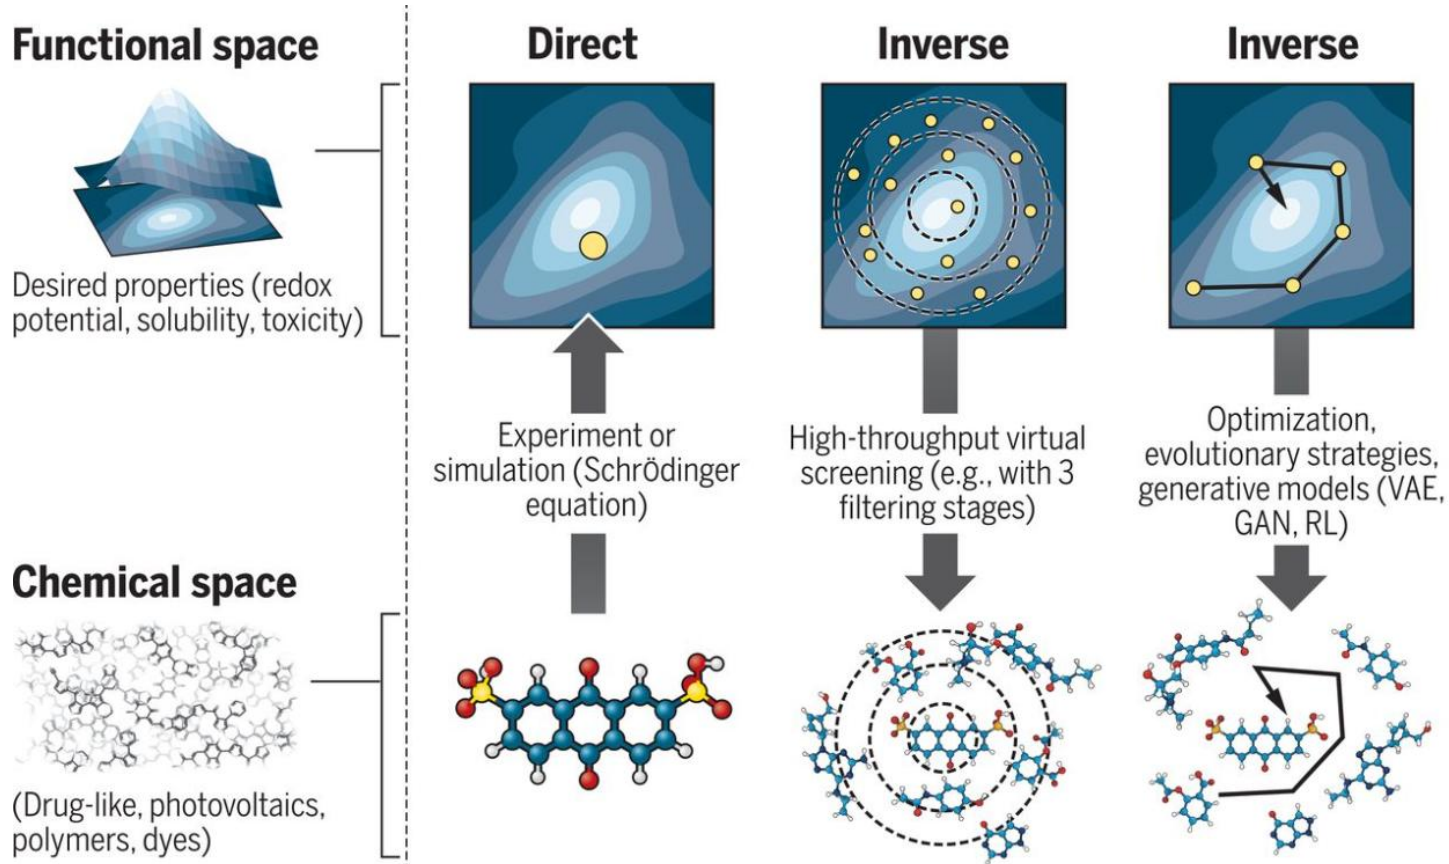 Functional space
Desired properties (redox
potential, solubility, toxicity)
Chemical space
(Drug-like, photovoltaics,
polymers, dyes)
Direct
Experiment or
simulation (Schrödinger
equation)
Inverse
High-throughput virtual
screening (e.g., with 3
filtering stages)
Inverse
Optimization,
evolutionary strategies,
generative models (VAE,
GAN, RL)